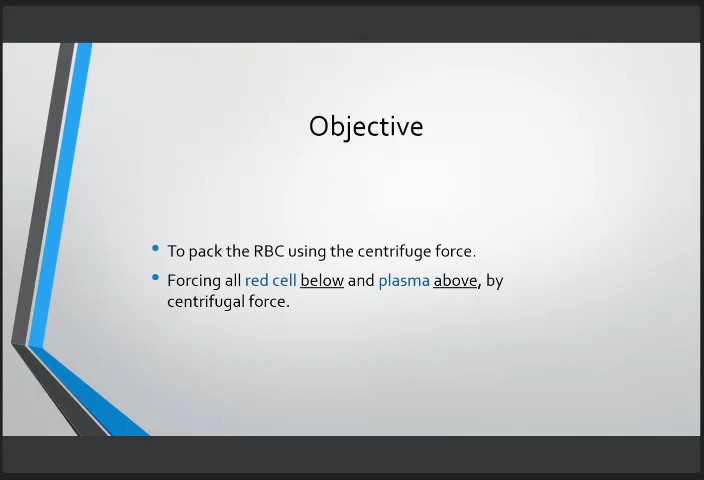 Objective
• To pack the RBC using the centrifuge force.
• Forcing all red cell below and plasma above, by
centrifugal force.